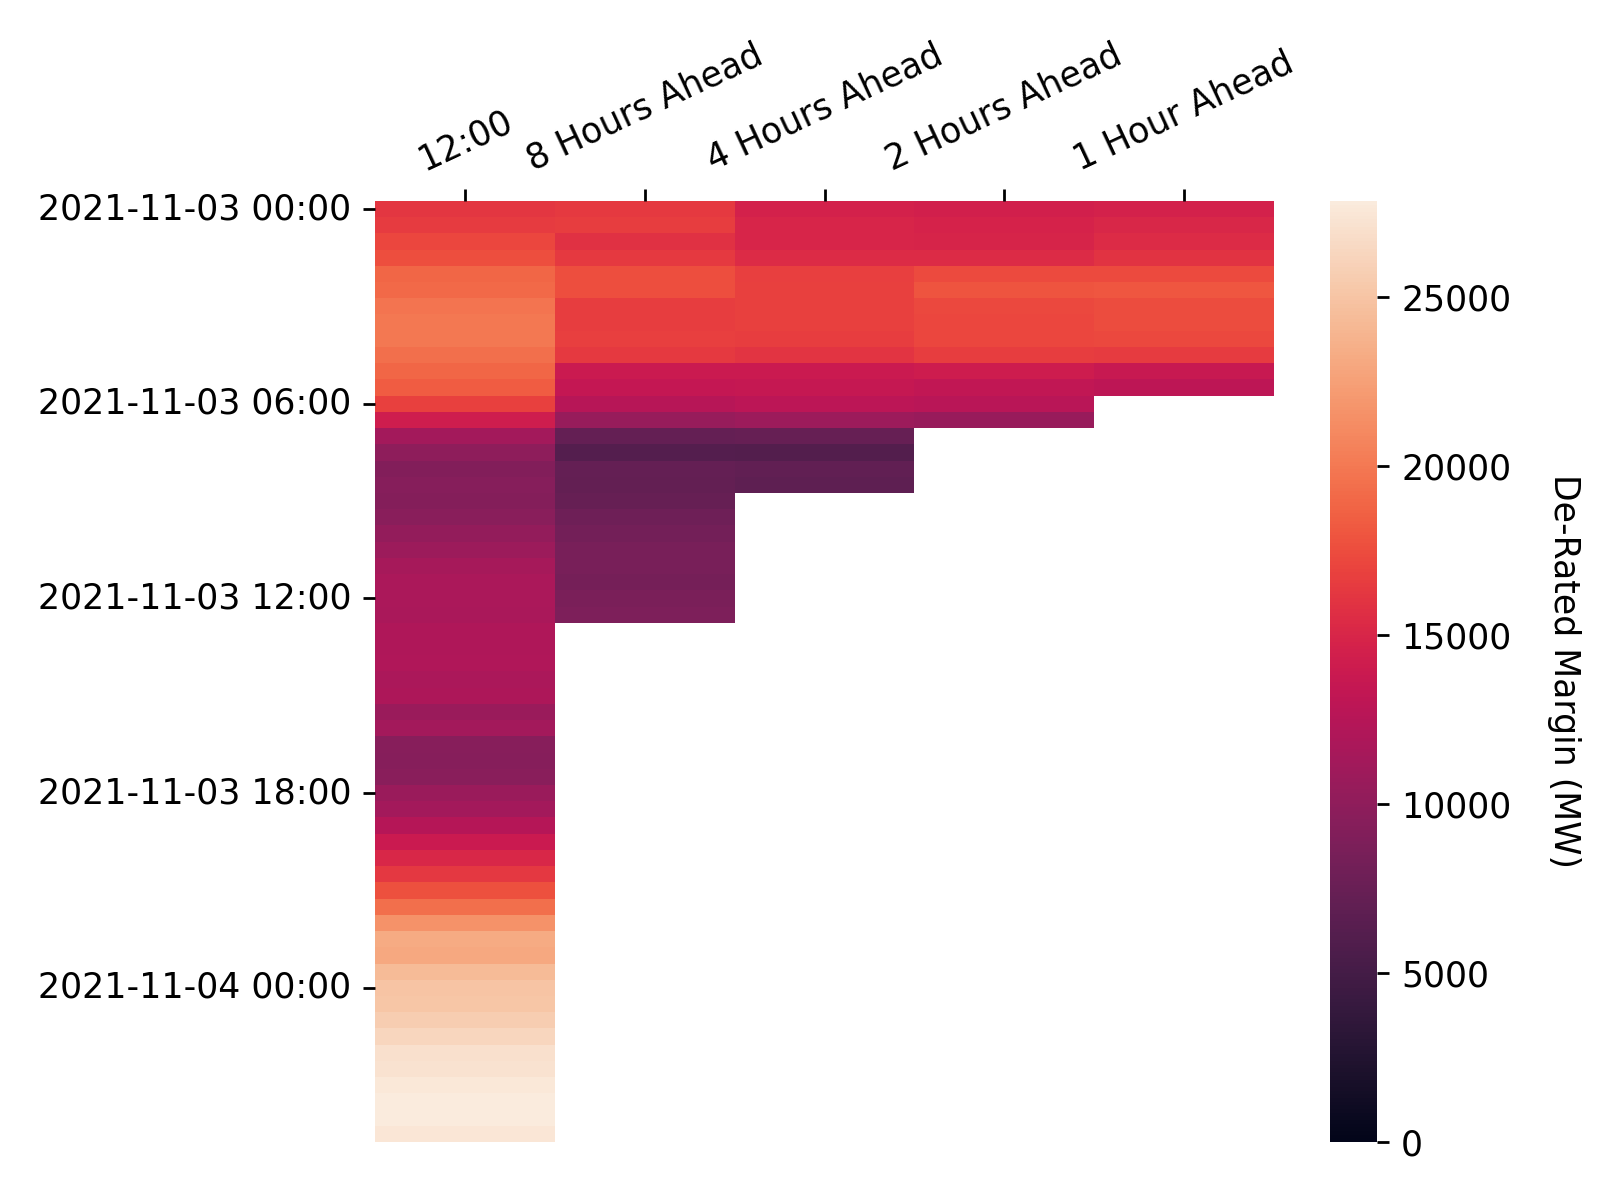 12:00
8 Hours Ahead
4 Hours Ahead
2 Hours Ahead
1 Hour Ahead
2021-11-03 00:00
2021-11-03 06:00
2021-11-03 12:00
2021-11-03 18:00
2021-11-04 00:00
25000
20000
15000
10000
5000
0
De-Rated Margin (MW)